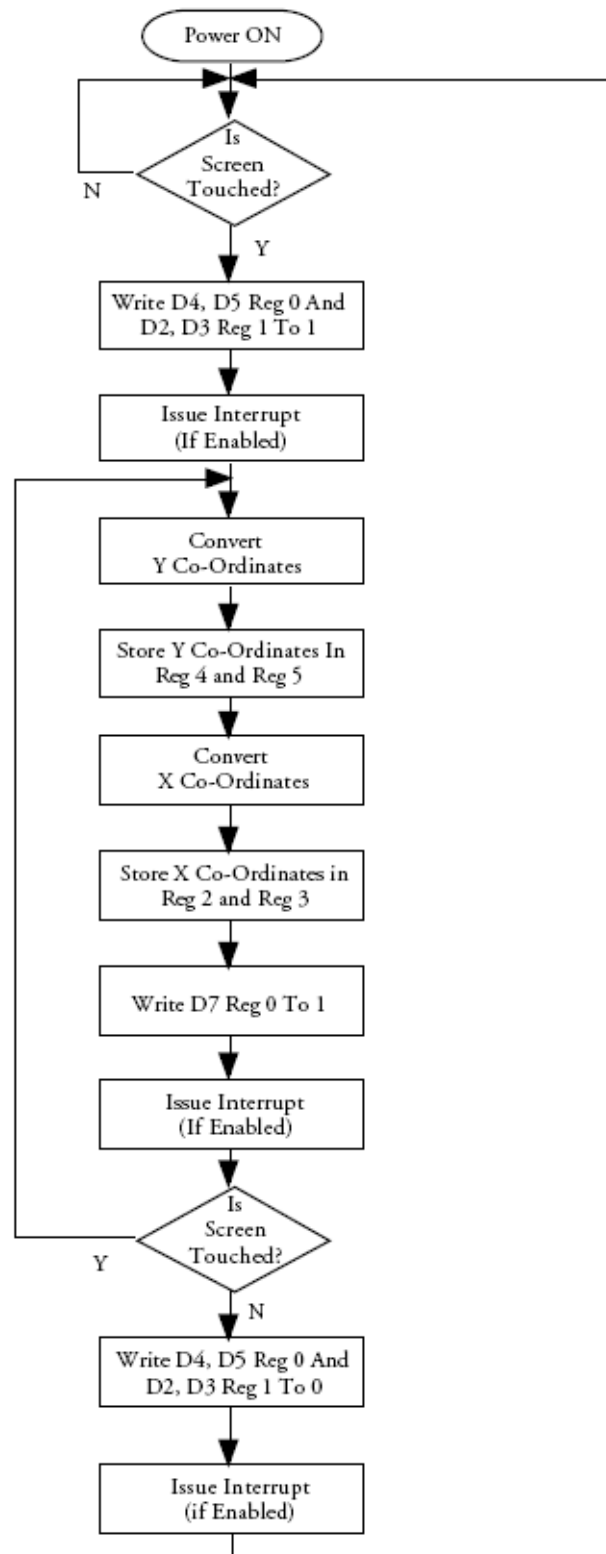 Power ON
Is
Screen
Touched?
N
Y
Write D4, D5 Reg 0 And
D2, D3 Reg 1 To 1
Issue Interrupt
(If Enabled)
Convert
Y Co-Ordinates
Store Y Co-Ordinates In
Reg 4 and Reg 5
Convert
X Co-Ordinates
Store X Co-Ordinates in
Reg 2 and Reg 3
Write D7 Reg 0 To 1
Issue Interrupt
(If Enabled)
Is
Screen
Touched?
Y
N
Write D4, D5 Reg 0 And
D2, D3 Reg 1 To 0
Issue Interrupt
(if Enabled)